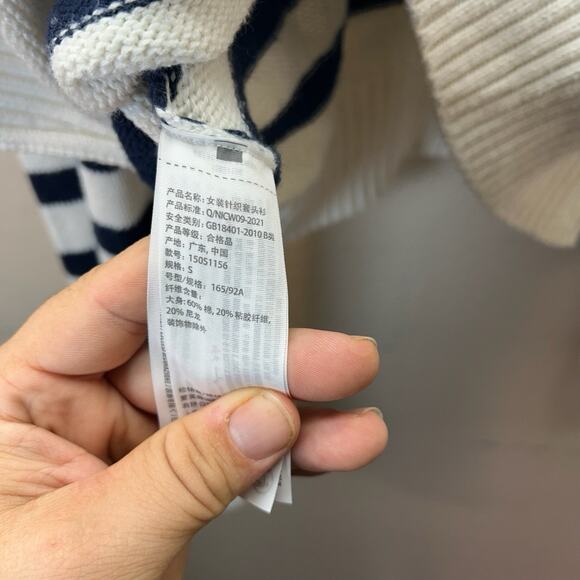 产品名称: 女装针织套头衫
产品标准: Q/NICW09-2021
安全类别: GB18401-2010 B类
产品等级: 合格品
产地: 广东, 中国
款号: 150S1156
规格: S
号型/规格: 165/92A
纤维含量:
大身: 60% 棉, 20% 粘胶纤维,
20% 尼龙
装饰物除外